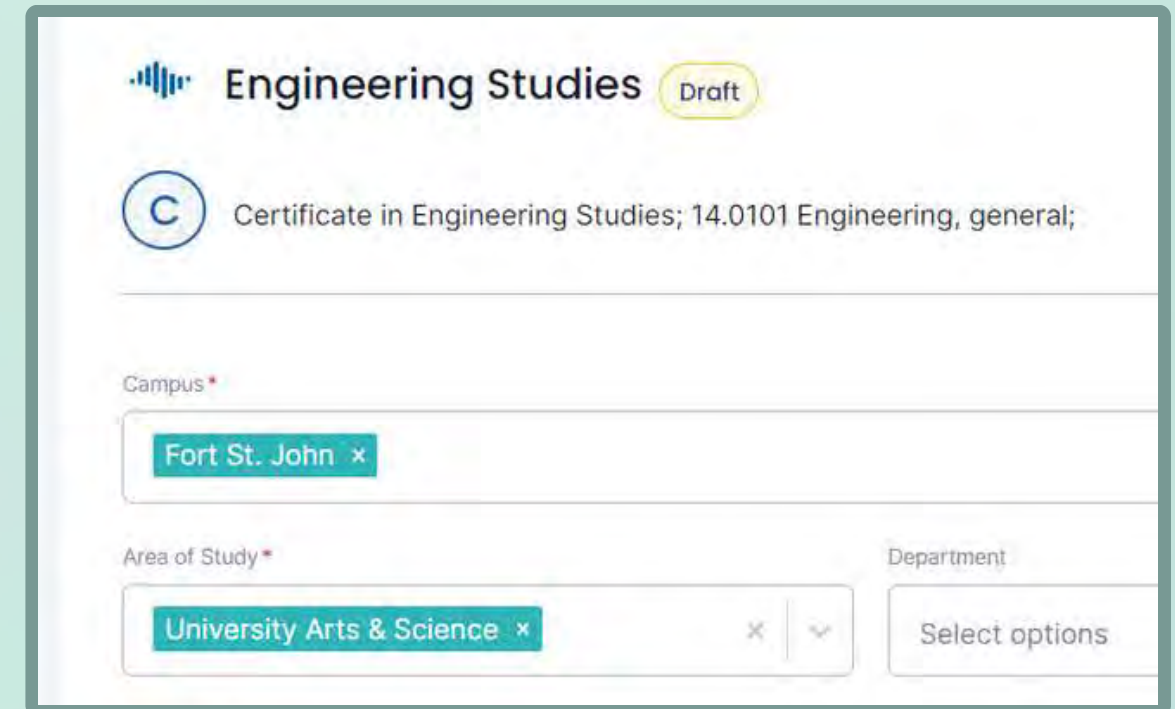 Engineering Studies Draft
C Certificate in Engineering Studies; 14.0101 Engineering, general;
Campus*
Fort St. John ×
Area of Study* Department
University Arts & Science × × Select options